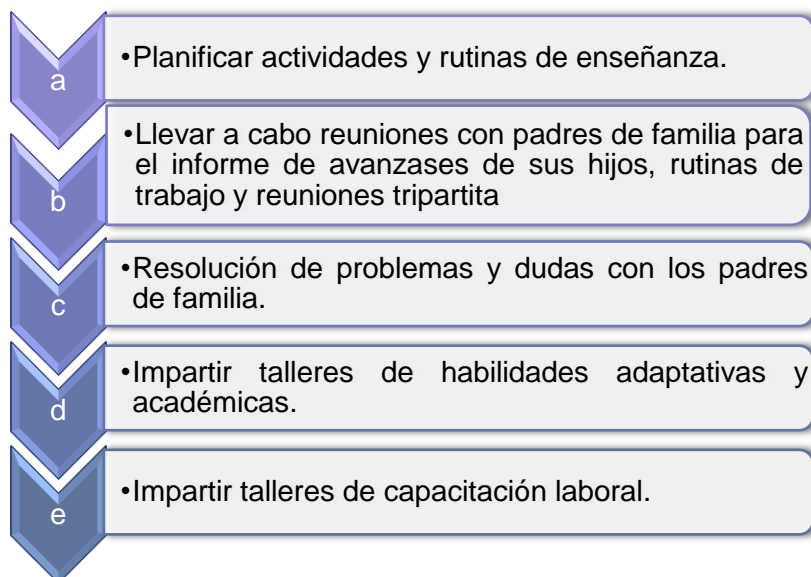 a
•Planificar actividades y rutinas de enseñanza.
b
•Llevar a cabo reuniones con padres de familia para
el informe de avanzases de sus hijos, rutinas de
trabajo y reuniones tripartita
c
•Resolución de problemas y dudas con los padres
de familia.
d
•Impartir talleres de habilidades adaptativas y
académicas.
e
•Impartir talleres de capacitación laboral.